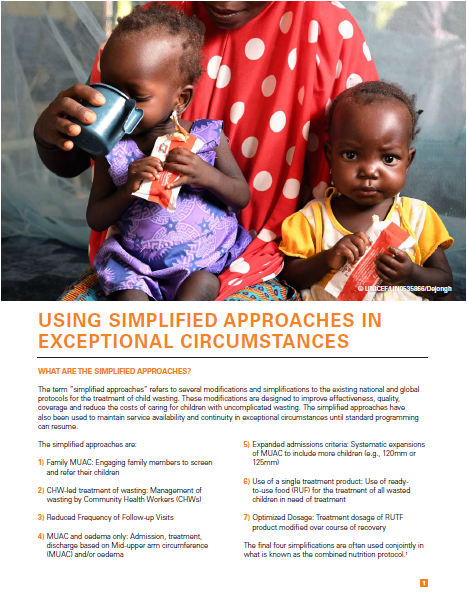 © UNICEF/UN0535866/Dejongh
USING SIMPLIFIED APPROACHES IN
EXCEPTIONAL CIRCUMSTANCES
WHAT ARE THE SIMPLIFIED APPROACHES?
The term “simplified approaches” refers to several modifications and simplifications to the existing national and global
protocols for the treatment of child wasting. These modifications are designed to improve effectiveness, quality,
coverage and reduce the costs of caring for children with uncomplicated wasting. The simplified approaches have
also been used to maintain service availability and continuity in exceptional circumstances until standard programming
can resume.
The simplified approaches are:
1) Family MUAC: Engaging family members to screen
and refer their children
2) CHW-led treatment of wasting: Management of
wasting by Community Health Workers (CHWs)
3) Reduced Frequency of Follow-up Visits
4) MUAC and oedema only: Admission, treatment,
discharge based on Mid-upper arm circumference
(MUAC) and/or oedema
5) Expanded admissions criteria: Systematic expansions
of MUAC to include more children (e.g., 120mm or
125mm)
6) Use of a single treatment product: Use of ready-
to-use food (RUF) for the treatment of all wasted
children in need of treatment
7) Optimized Dosage: Treatment dosage of RUTF
product modified over course of recovery
The final four simplifications are often used conjointly in
what is known as the combined nutrition protocol.¹
1